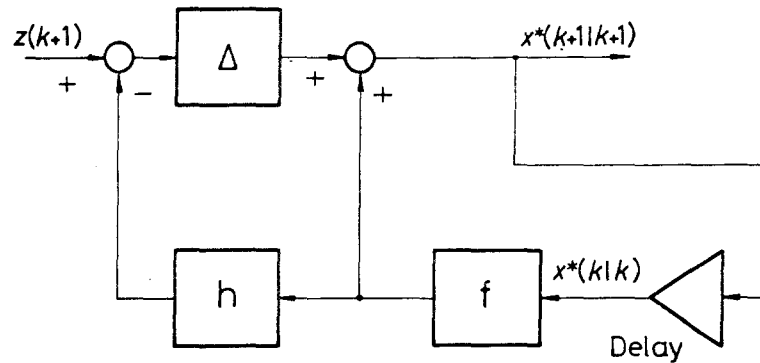 z(k+1)
Δ
x*(k+1|k+1)
+
-
+
+
h
f
x*(k|k)
Delay